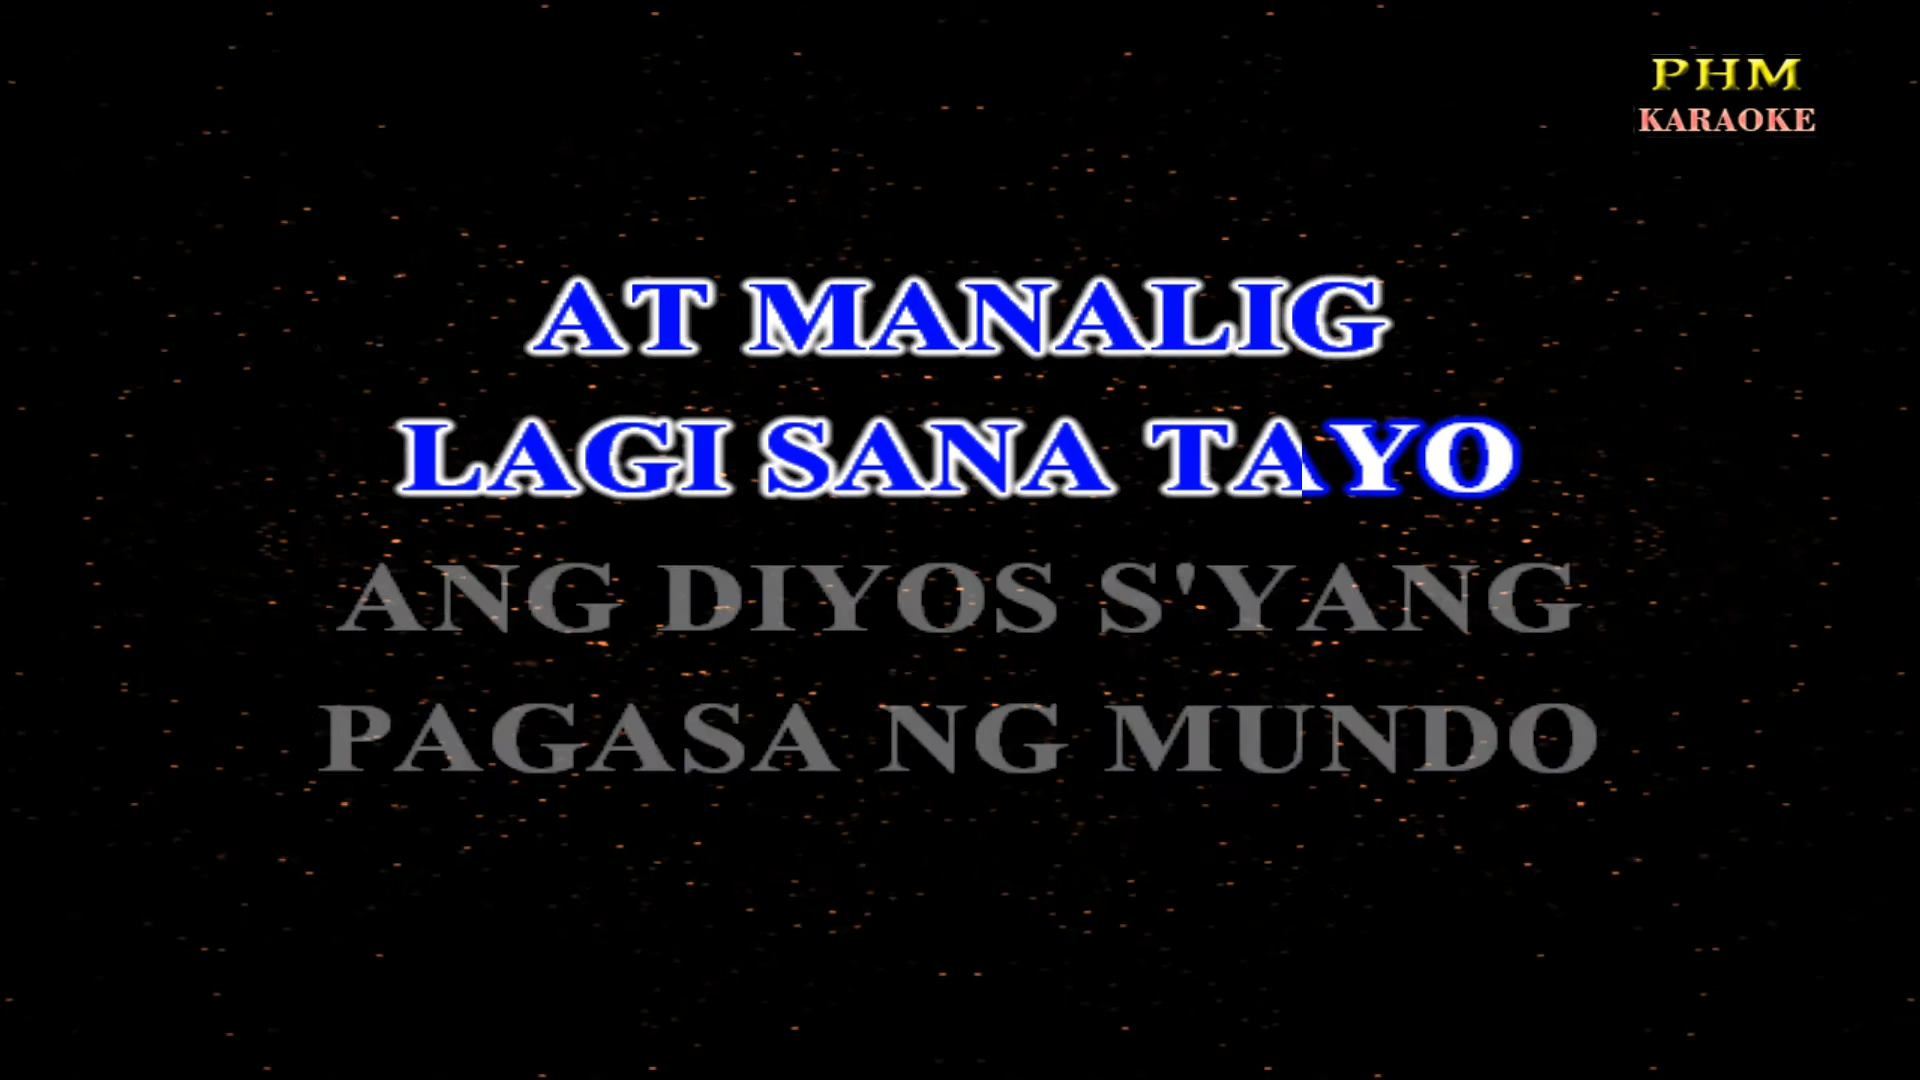 PHM
KARAOKE
AT MANALIG
LAGI SANA TAYO
ANG DIYOS S'YANG
PAGASA NG MUNDO